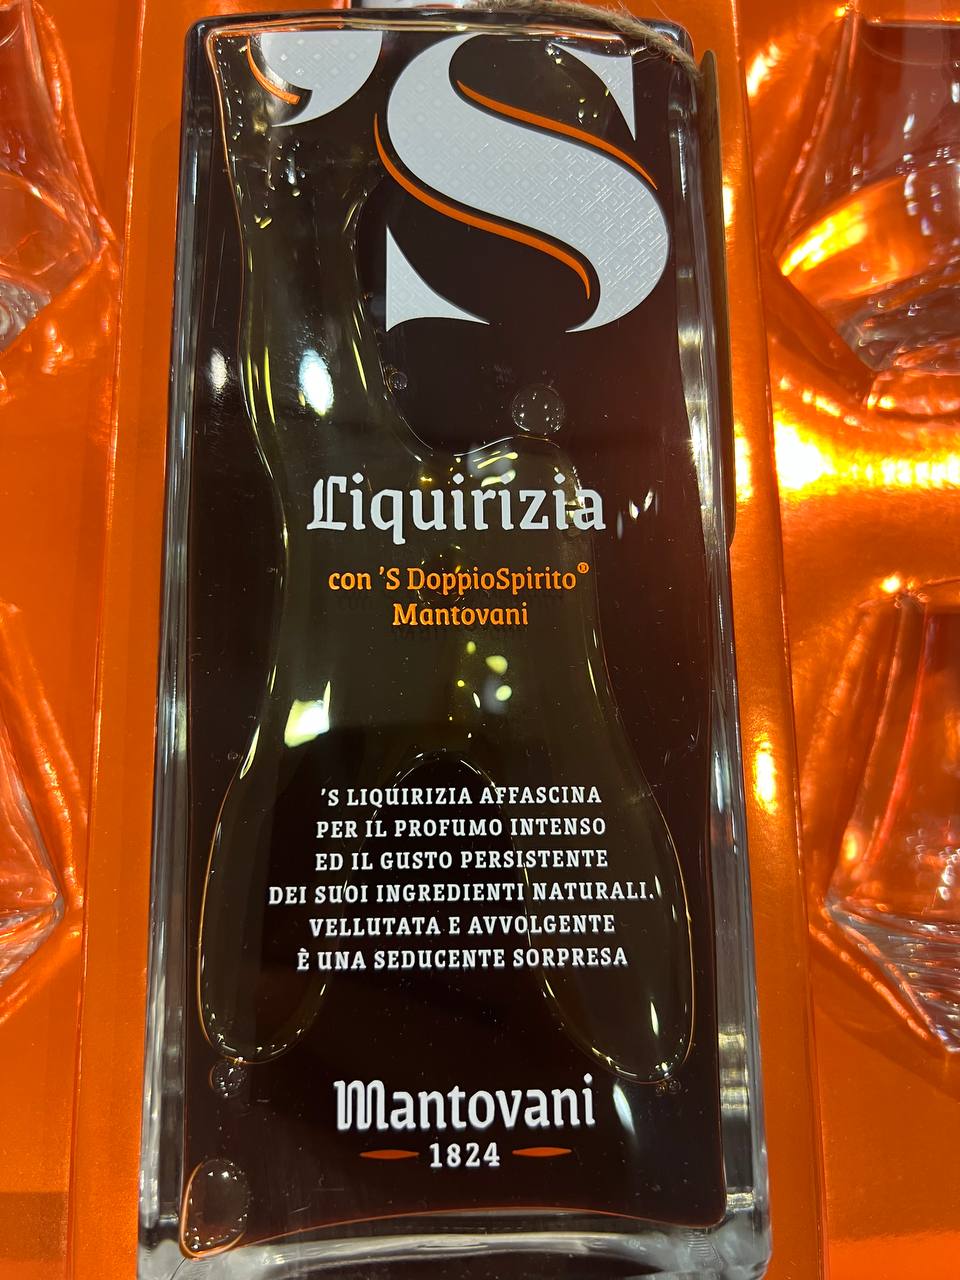 'S
Liquirizia
con 'S DoppioSpirito®
Mantovani
'S LIQUIRIZIA AFFASCINA
PER IL PROFUMO INTENSO
ED IL GUSTO PERSISTENTE
DEI SUOI INGREDIENTI NATURALI.
VELLUTATA E AVVOLGENTE
È UNA SEDUCENTE SORPRESA
Mantovani
1824